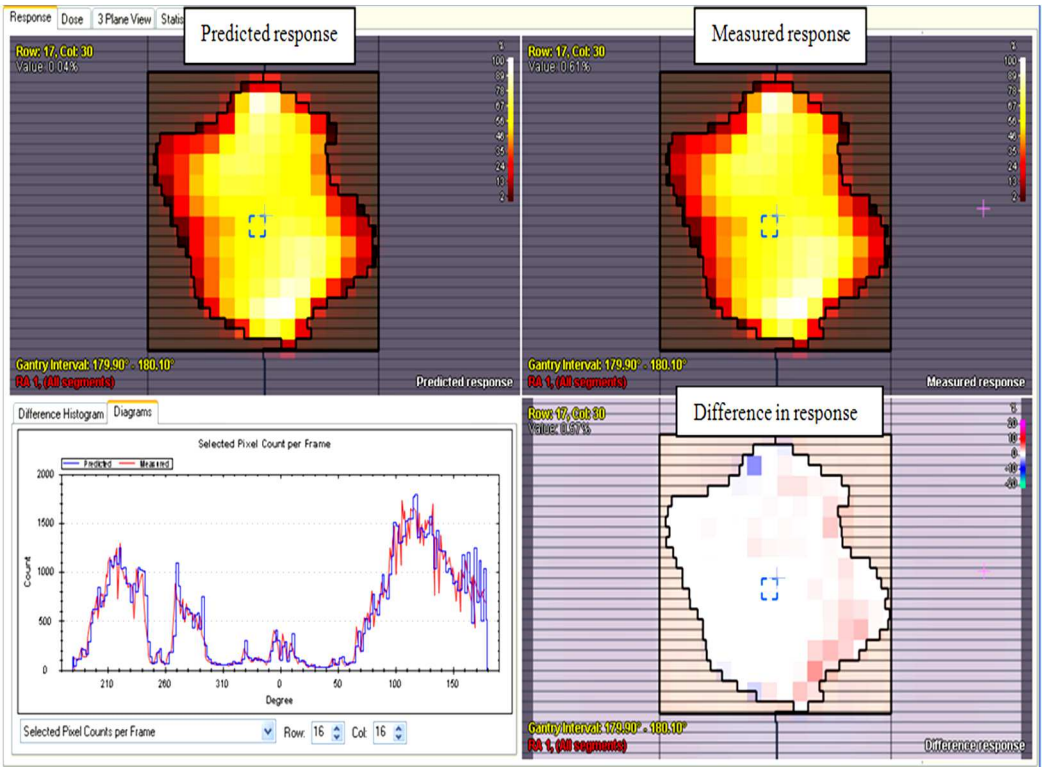 Response Dose 3 Plane View Statis
Predicted response
Row: 17, Col: 30
Value: 0.04%
%
100
89
78
67
56
46
35
24
13
2
Gantry Interval: 179.90° - 180.10°
RA 1, (All segments)
Predicted response
Measured response
Row: 17, Col: 30
Value: 0.61%
%
100
89
78
67
56
46
35
24
13
2
Gantry Interval: 179.90° - 180.10°
RA 1, (All segments)
Measured response
Difference Histogram Diagrams
Selected Pixel Count per Frame
Predicted Measured
Count
2000
1500
1000
500
0
210 260 310 0 50 100 150
Degree
Selected Pixel Counts per Frame Row: 16 Col: 16
Difference in response
Row: 17, Col: 30
Value: 0.57%
%
20
10
0
-10
-20
Gantry Interval: 179.90° - 180.10°
RA 1, (All segments)
Difference response